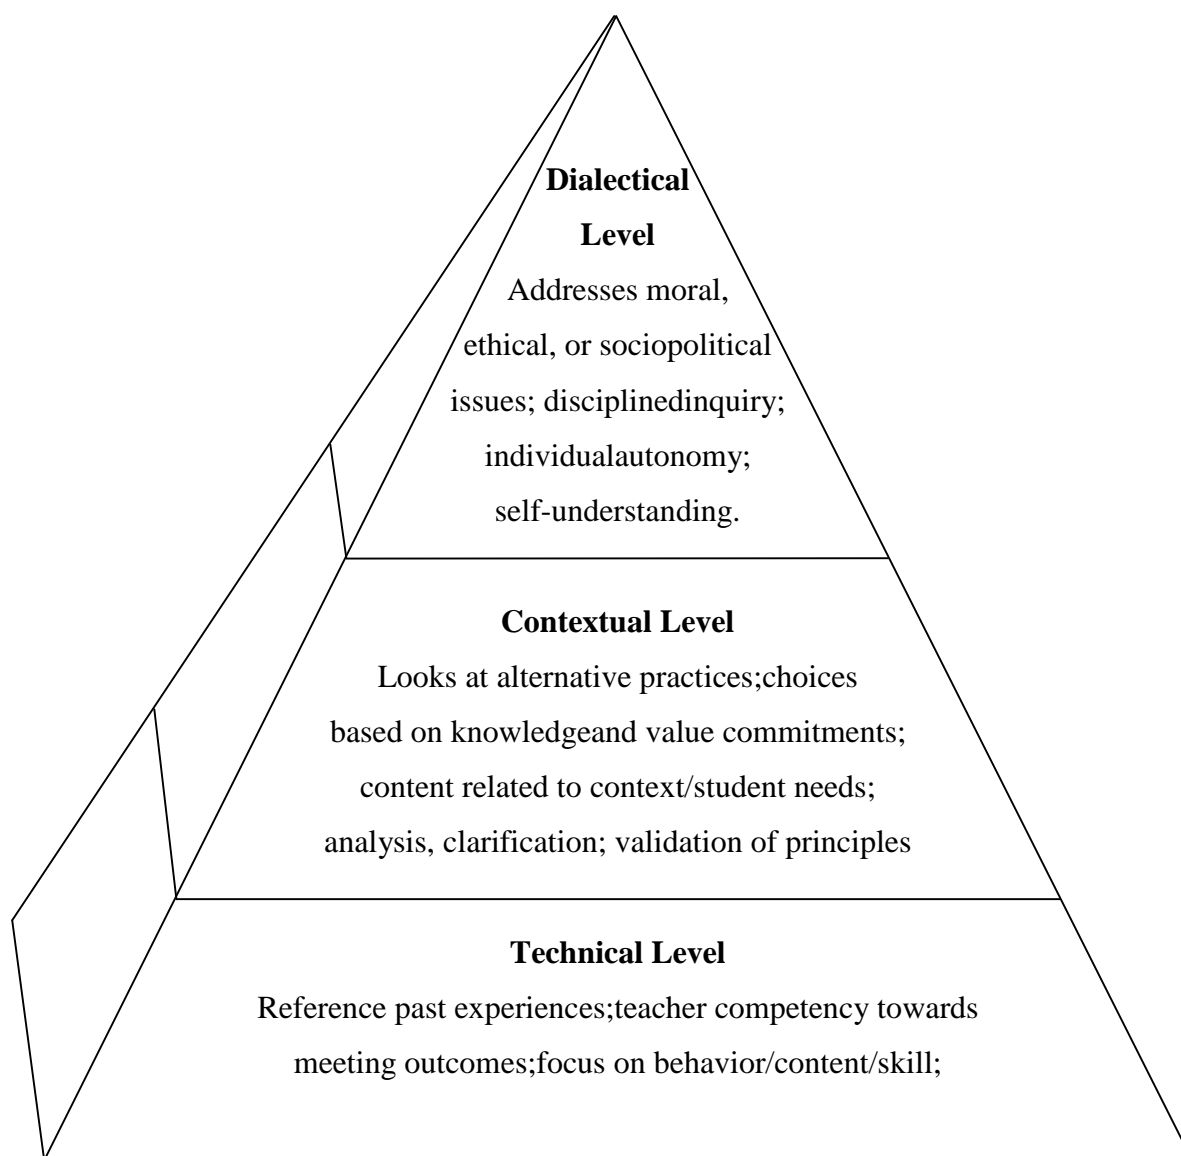 Dialectical
Level
Addresses moral,
ethical, or sociopolitical
issues; disciplinedinquiry;
individualautonomy;
self-understanding.
Contextual Level
Looks at alternative practices;choices
based on knowledgeand value commitments;
content related to context/student needs;
analysis, clarification; validation of principles
Technical Level
Reference past experiences;teacher competency towards
meeting outcomes;focus on behavior/content/skill;